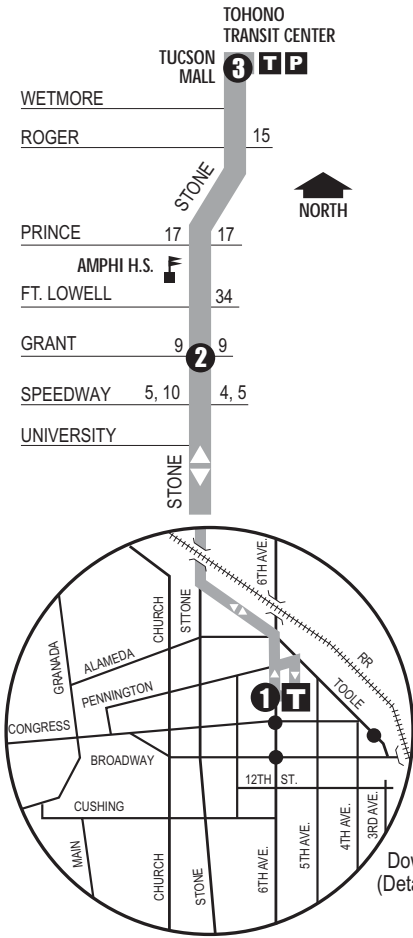 TOHONO
TRANSIT CENTER
TUCSON
MALL
3 T P
WETMORE
ROGER 15
STONE
NORTH
PRINCE 17 17
AMPHI H.S.
FT. LOWELL 34
GRANT 9 2 9
SPEEDWAY 5, 10 4, 5
UNIVERSITY
STONE
6TH AVE.
CHURCH
STTONE
GRANADA
ALAMEDA
RR
PENNINGTON
TOOLE
1 T
CONGRESS
BROADWAY
12TH ST.
CUSHING
MAIN
CHURCH
STONE
6TH AVE.
5TH AVE.
4TH AVE.
3RD AVE.
Dow
(Deta